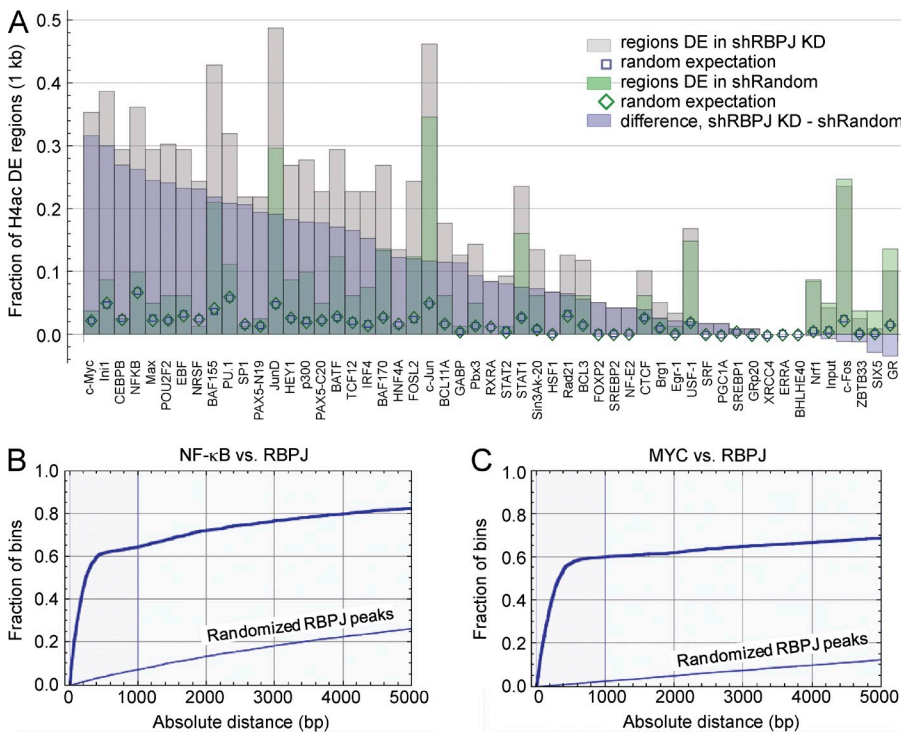 A
Fraction of H4ac DE regions (1 kb)
0.5
0.4
0.3
0.2
0.1
0.0
regions DE in shRBPJ KD
random expectation
regions DE in shRandom
random expectation
difference, shRBPJ KD - shRandom
c-Myc
Ini1
CEBPB
NFKB
Max
POU2F2
EBF
NRSF
BAF155
PU.1
SP1
PAX5-N19
JunD
HEY1
p300
PAX5-C20
BATF
TCF12
IRF4
BAF170
HNF4A
FOSL2
c-Jun
BCL11A
GABP
Pbx3
RXRA
STAT2
STAT1
Sin3Ak-20
HSF1
Rad21
BCL3
FOXP2
SREBP2
NF-E2
CTCF
Brg1
Egr-1
USF-1
SRF
PGC1A
SREBP1
GRp20
XRCC4
ERRA
BHLHE40
Nrf1
Input
c-Fos
ZBTB33
SIX5
GR
B
NF-κB vs. RBPJ
Fraction of bins
1.0
0.8
0.6
0.4
0.2
0.0
Randomized RBPJ peaks
0 1000 2000 3000 4000 5000
Absolute distance (bp)
C
MYC vs. RBPJ
Fraction of bins
1.0
0.8
0.6
0.4
0.2
0.0
Randomized RBPJ peaks
0 1000 2000 3000 4000 5000
Absolute distance (bp)